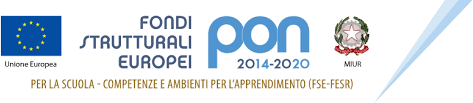 FONDI
STRUTTURALI
EUROPEI
pon
2014-2020
Unione Europea
MIUR
PER LA SCUOLA - COMPETENZE E AMBIENTI PER L'APPRENDIMENTO (FSE-FESR)